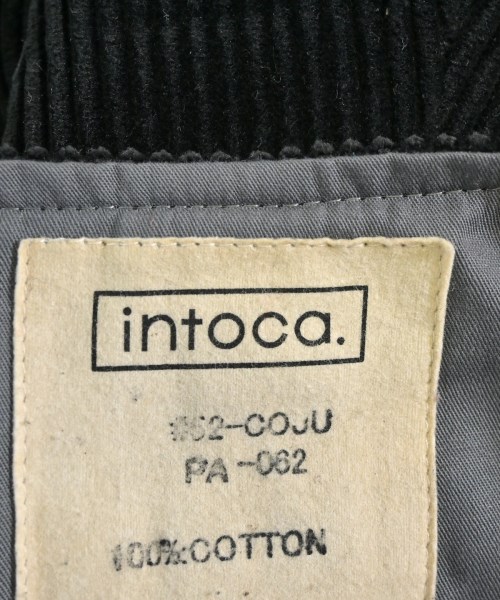 intoca.
#62-COJU
PA-062
100%:COTTON